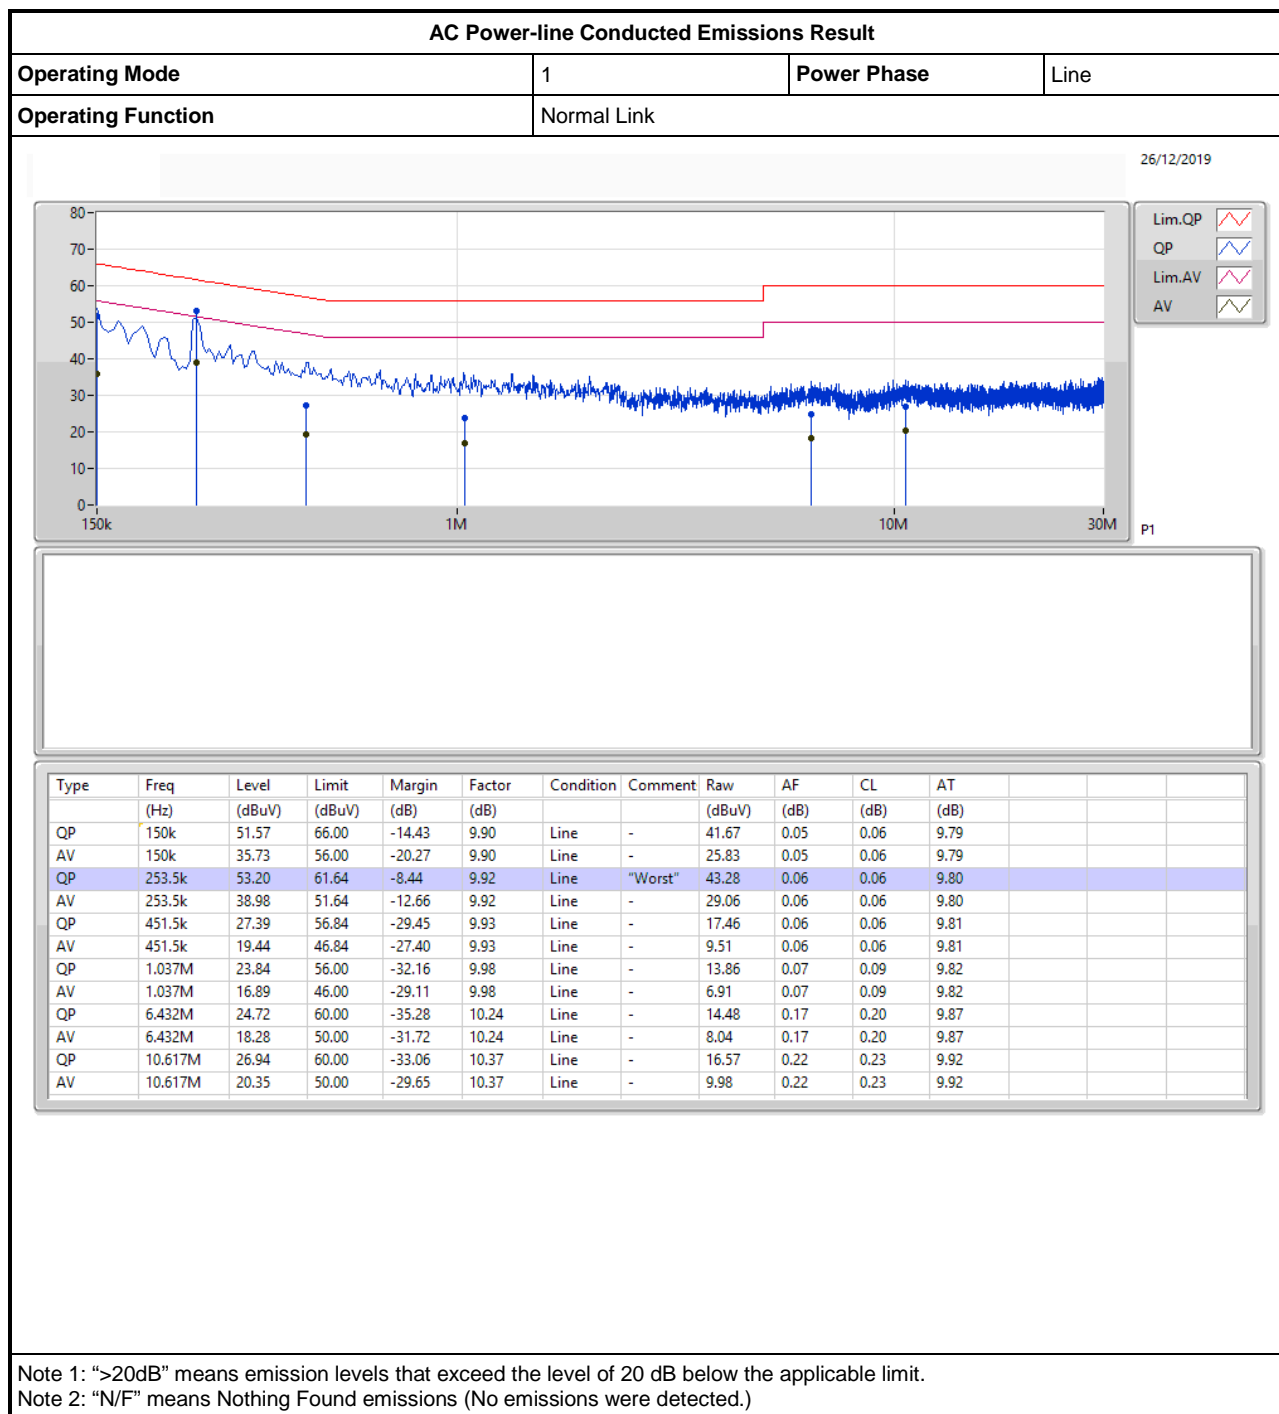 AC Power-line Conducted Emissions Result
Operating Mode 1 Power Phase Line
Operating Function Normal Link
26/12/2019
80
70
60
50
40
30
20
10
0
150k 1M 10M 30M
P1
Lim.QP
QP
Lim.AV
AV
Type Freq Level Limit Margin Factor Condition Comment Raw AF CL AT
(Hz) (dBuV) (dBuV) (dB) (dB) (dBuV) (dB) (dB) (dB)
QP 150k 51.57 66.00 -14.43 9.90 Line - 41.67 0.05 0.06 9.79
AV 150k 35.73 56.00 -20.27 9.90 Line - 25.83 0.05 0.06 9.79
QP 253.5k 53.20 61.64 -8.44 9.92 Line "Worst" 43.28 0.06 0.06 9.80
AV 253.5k 38.98 51.64 -12.66 9.92 Line - 29.06 0.06 0.06 9.80
QP 451.5k 27.39 56.84 -29.45 9.93 Line - 17.46 0.06 0.06 9.81
AV 451.5k 19.44 46.84 -27.40 9.93 Line - 9.51 0.06 0.06 9.81
QP 1.037M 23.84 56.00 -32.16 9.98 Line - 13.86 0.07 0.09 9.82
AV 1.037M 16.89 46.00 -29.11 9.98 Line - 6.91 0.07 0.09 9.82
QP 6.432M 24.72 60.00 -35.28 10.24 Line - 14.48 0.17 0.20 9.87
AV 6.432M 18.28 50.00 -31.72 10.24 Line - 8.04 0.17 0.20 9.87
QP 10.617M 26.94 60.00 -33.06 10.37 Line - 16.57 0.22 0.23 9.92
AV 10.617M 20.35 50.00 -29.65 10.37 Line - 9.98 0.22 0.23 9.92
Note 1: “>20dB” means emission levels that exceed the level of 20 dB below the applicable limit.
Note 2: “N/F” means Nothing Found emissions (No emissions were detected.)